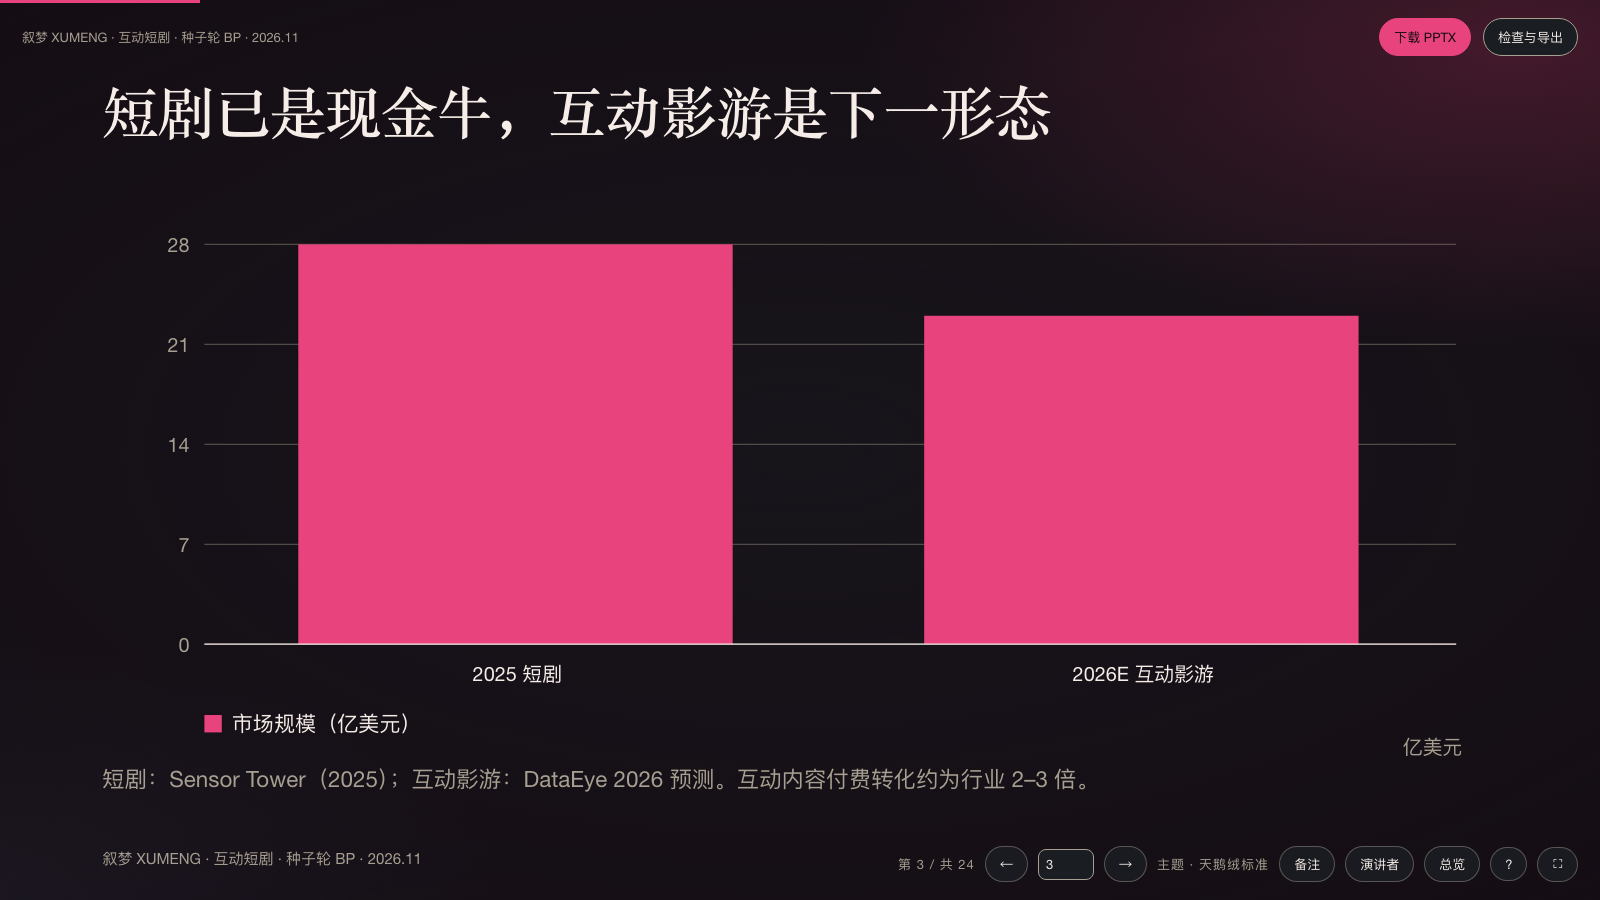 叙梦 XUMENG · 互动短剧 · 种子轮 BP · 2026.11
下载 PPTX
检查与导出
短剧已是现金牛，互动影游是下一形态
28
21
14
7
0
2025 短剧
2026E 互动影游
市场规模（亿美元）
亿美元
短剧：Sensor Tower（2025）；互动影游：DataEye 2026 预测。互动内容付费转化约为行业 2–3 倍。
叙梦 XUMENG · 互动短剧 · 种子轮 BP · 2026.11
第 3 / 共 24
←
3
→
主题 · 天鹅绒标准
备注
演讲者
总览
?